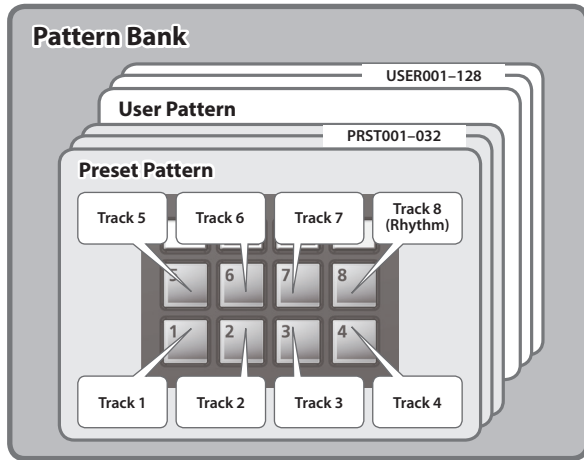 Pattern Bank
USER001–128
User Pattern
PRST001–032
Preset Pattern
Track 5
Track 6
Track 7
Track 8
(Rhythm)
5
6
7
8
1
2
3
4
Track 1
Track 2
Track 3
Track 4